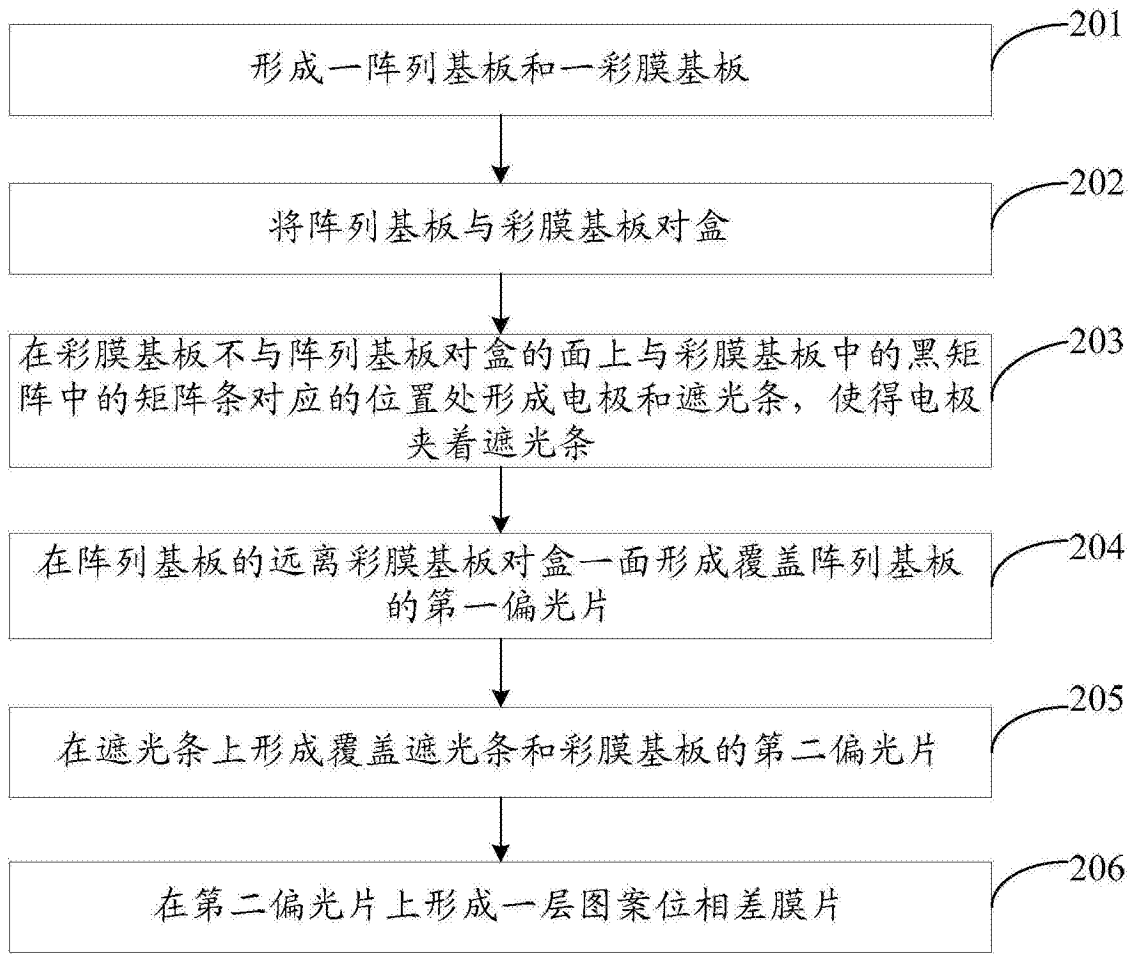 201
形成一阵列基板和一彩膜基板
202
将阵列基板与彩膜基板对盒
203
在彩膜基板不与阵列基板对盒的面上与彩膜基板中的黑矩
阵中的矩阵条对应的位置处形成电极和遮光条，使得电极
夹着遮光条
204
在阵列基板的远离彩膜基板对盒一面形成覆盖阵列基板
的第一偏光片
205
在遮光条上形成覆盖遮光条和彩膜基板的第二偏光片
206
在第二偏光片上形成一层图案位相差膜片